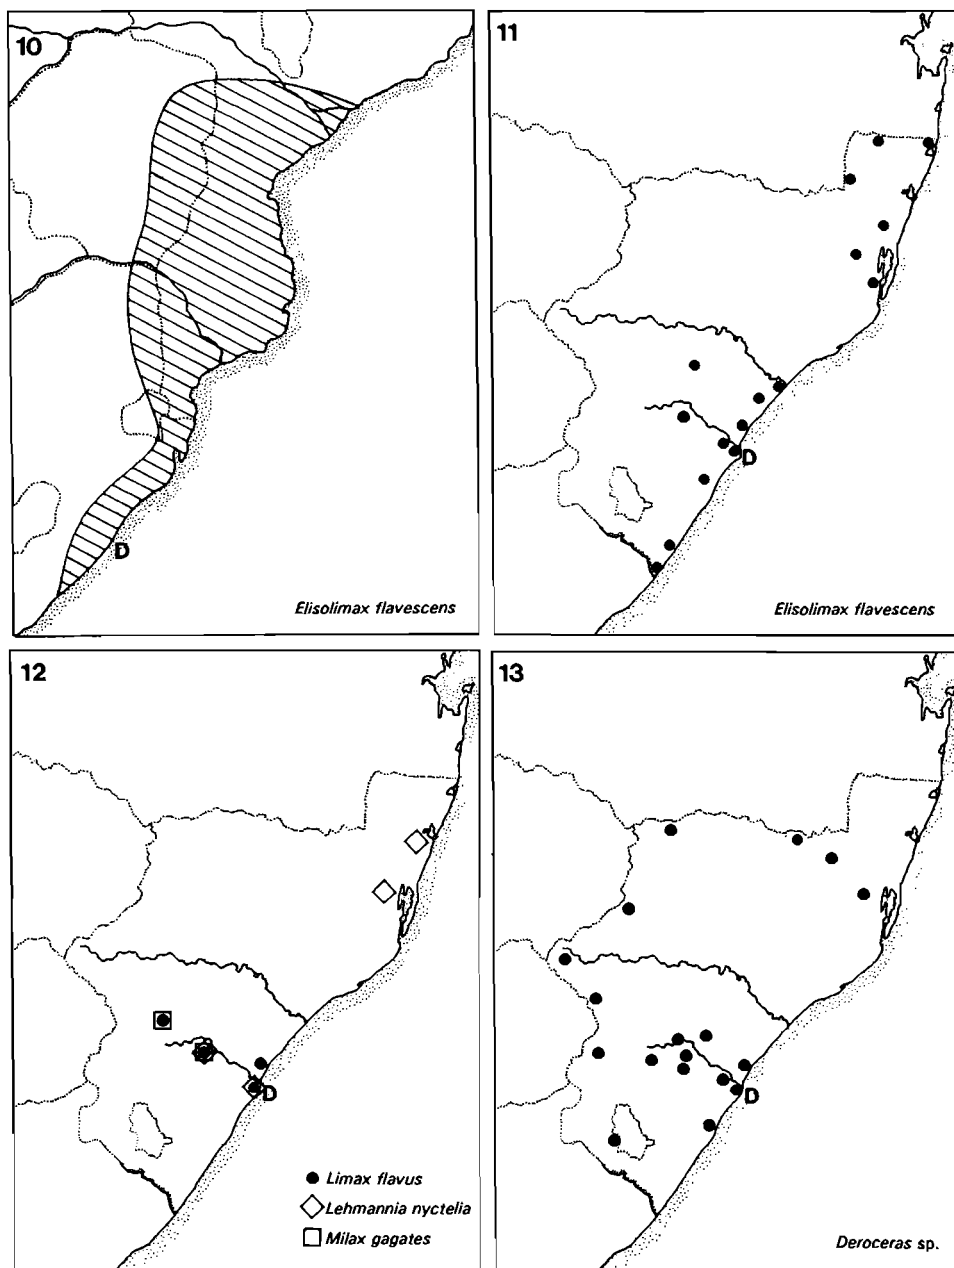 10
D
Elisolimax flavescens
11
D
Elisolimax flavescens
12
D
Limax flavus
Lehmannia nyctelia
Milax gagates
13
D
Deroceras sp.